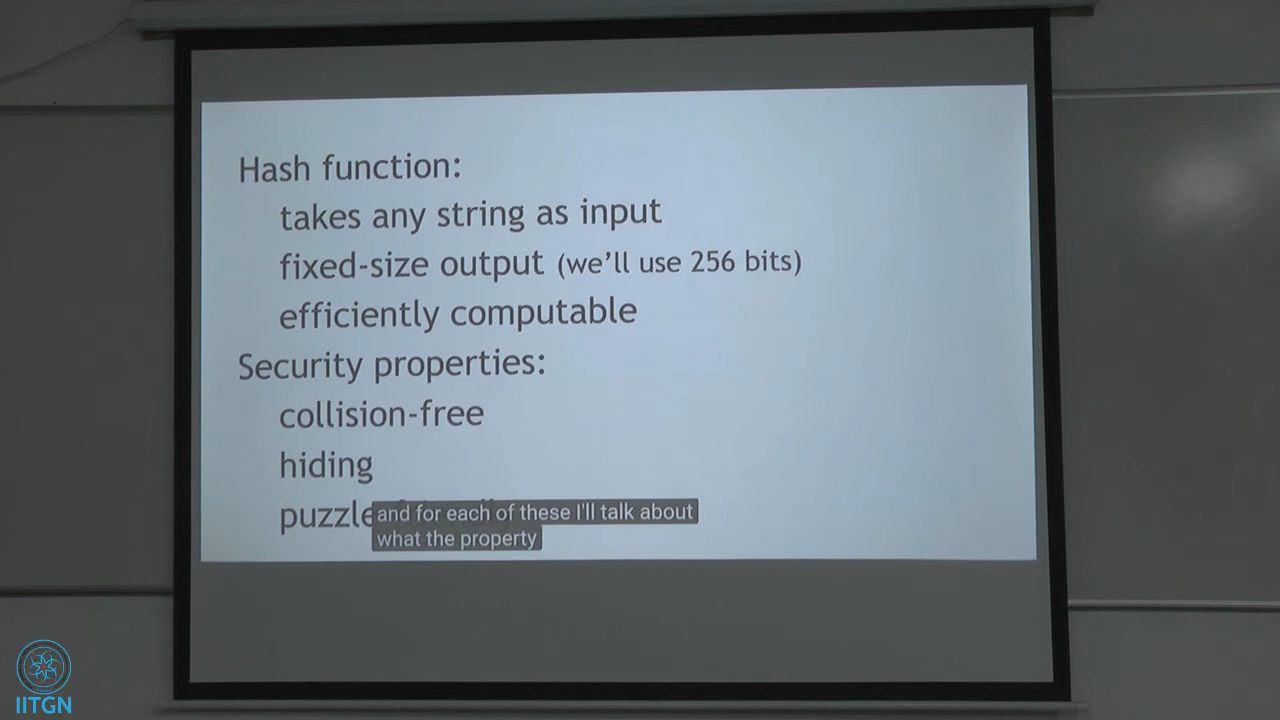 Hash function:
takes any string as input
fixed-size output (we'll use 256 bits)
efficiently computable
Security properties:
collision-free
hiding
puzzle
and for each of these I'll talk about
what the property
IITGN